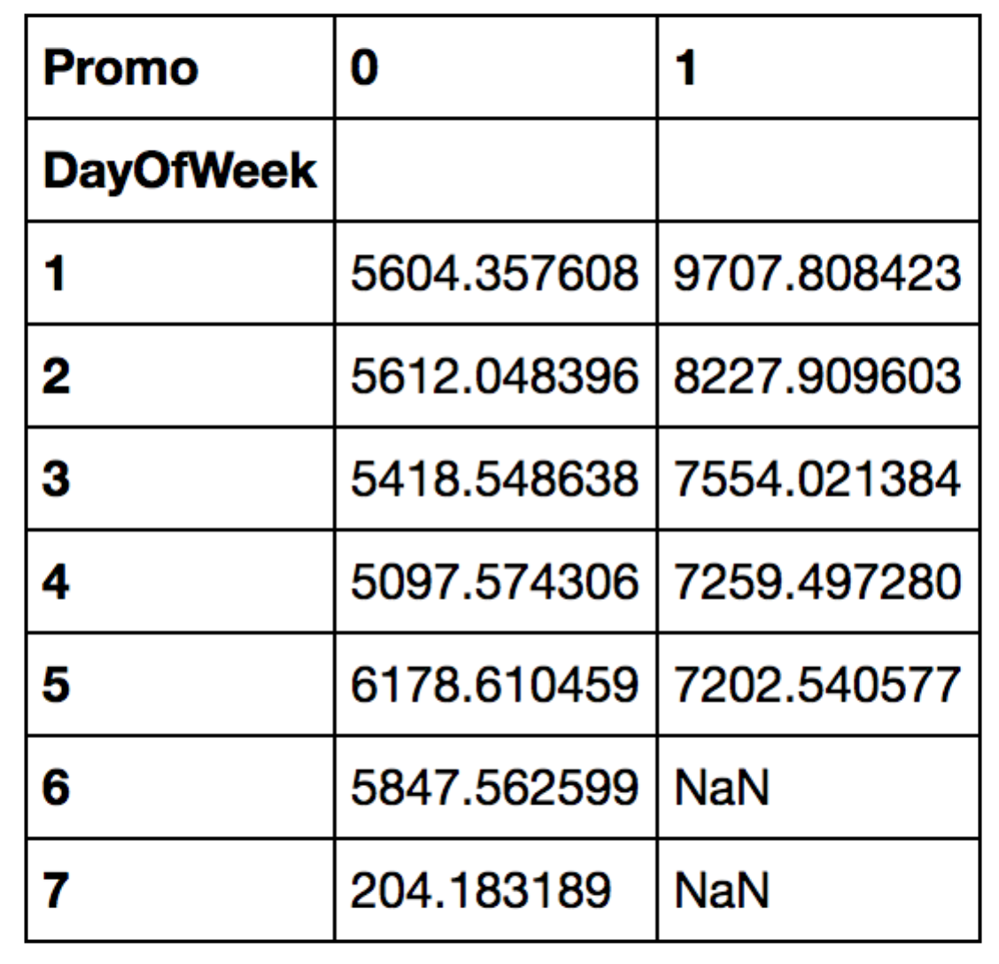 Promo 0 1
DayOfWeek
1 5604.357608 9707.808423
2 5612.048396 8227.909603
3 5418.548638 7554.021384
4 5097.574306 7259.497280
5 6178.610459 7202.540577
6 5847.562599 NaN
7 204.183189 NaN